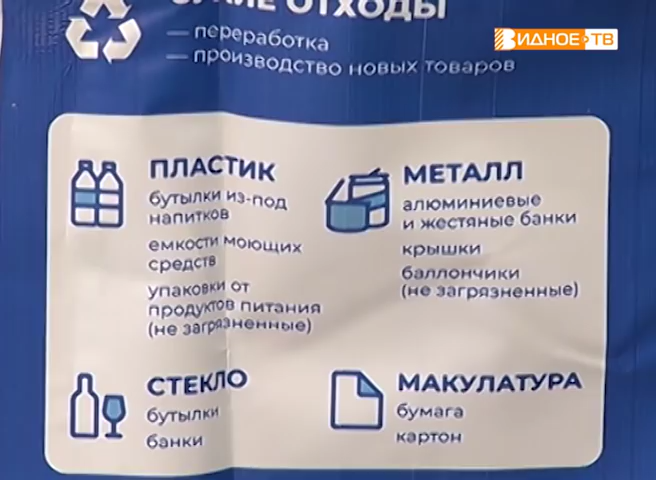 ОТХОДЫ
— переработка
— производство новых товаров
ВИДНОЕ ТВ
ПЛАСТИК
бутылки из-под
напитков
емкости моющих
средств
упаковки от
продуктов питания
(не загрязненные)
МЕТАЛЛ
алюминиевые
и жестяные банки
крышки
баллончики
(не загрязненные)
СТЕКЛО
бутылки
банки
МАКУЛАТУРА
бумага
картон